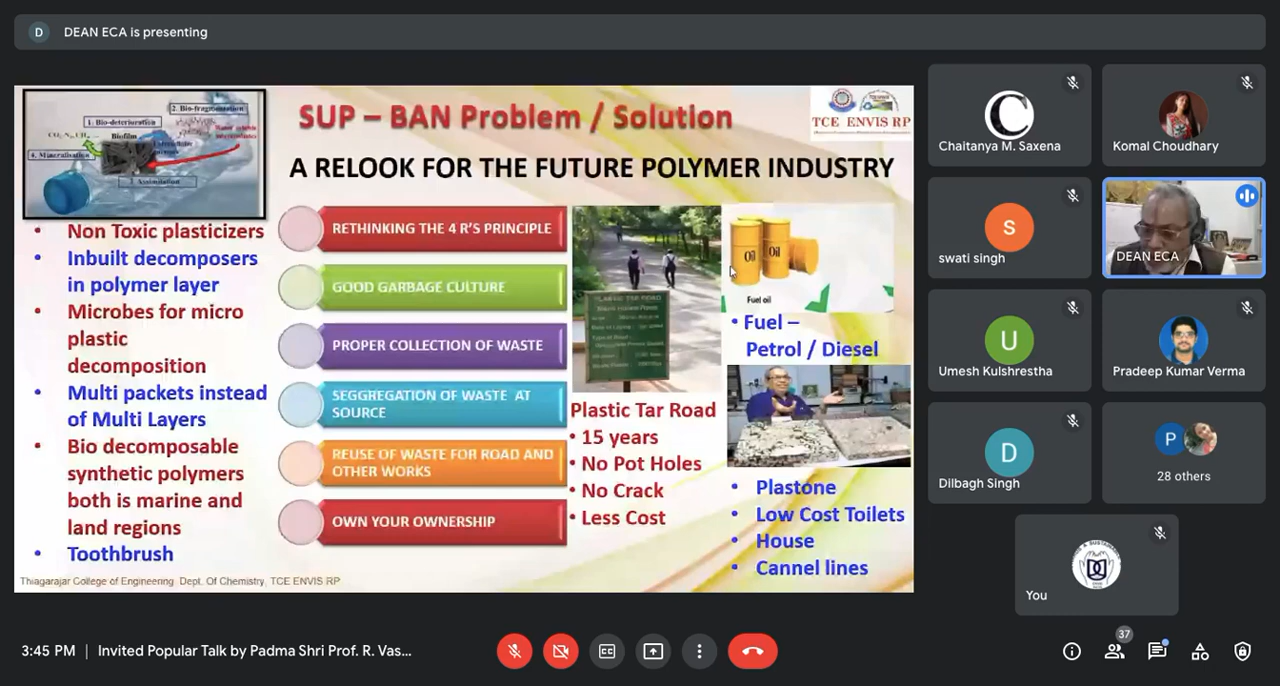 D DEAN ECA is presenting
2. Bio-fragmentation
1. Bio-deterioration
Biofilm
4. Mineralisation
3. Assimilation
SUP – BAN Problem / Solution
TCE ENVIS RP
A RELOOK FOR THE FUTURE POLYMER INDUSTRY
• Non Toxic plasticizers
• Inbuilt decomposers
in polymer layer
• Microbes for micro
plastic
decomposition
• Multi packets instead
of Multi Layers
• Bio decomposable
synthetic polymers
both is marine and
land regions
• Toothbrush
RETHINKING THE 4 R'S PRINCIPLE
GOOD GARBAGE CULTURE
PROPER COLLECTION OF WASTE
SEGGREGATION OF WASTE AT
SOURCE
REUSE OF WASTE FOR ROAD AND
OTHER WORKS
OWN YOUR OWNERSHIP
PLASTIC TAR ROAD
Plastic Tar Road
• 15 years
• No Pot Holes
• No Crack
• Less Cost
Oil
Oil
Fuel oil
• Fuel –
Petrol / Diesel
• Plastone
• Low Cost Toilets
• House
• Cannel lines
Thiagarajar College of Engineering Dept. Of Chemistry, TCE ENVIS RP
Chaitanya M. Saxena
Komal Choudhary
S
swati singh
DEAN ECA
U
Umesh Kulshrestha
Pradeep Kumar Verma
D
Dilbagh Singh
P
28 others
You
3:45 PM | Invited Popular Talk by Padma Shri Prof. R. Vas...
37